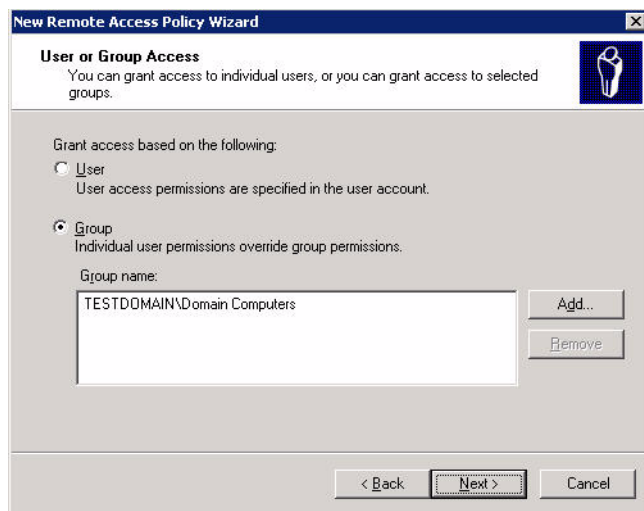 New Remote Access Policy Wizard
User or Group Access
You can grant access to individual users, or you can grant access to selected
groups.
Grant access based on the following:
User
User access permissions are specified in the user account.
Group
Individual user permissions override group permissions.
Group name:
TESTDOMAIN\Domain Computers
Add...
Remove
< Back
Next >
Cancel